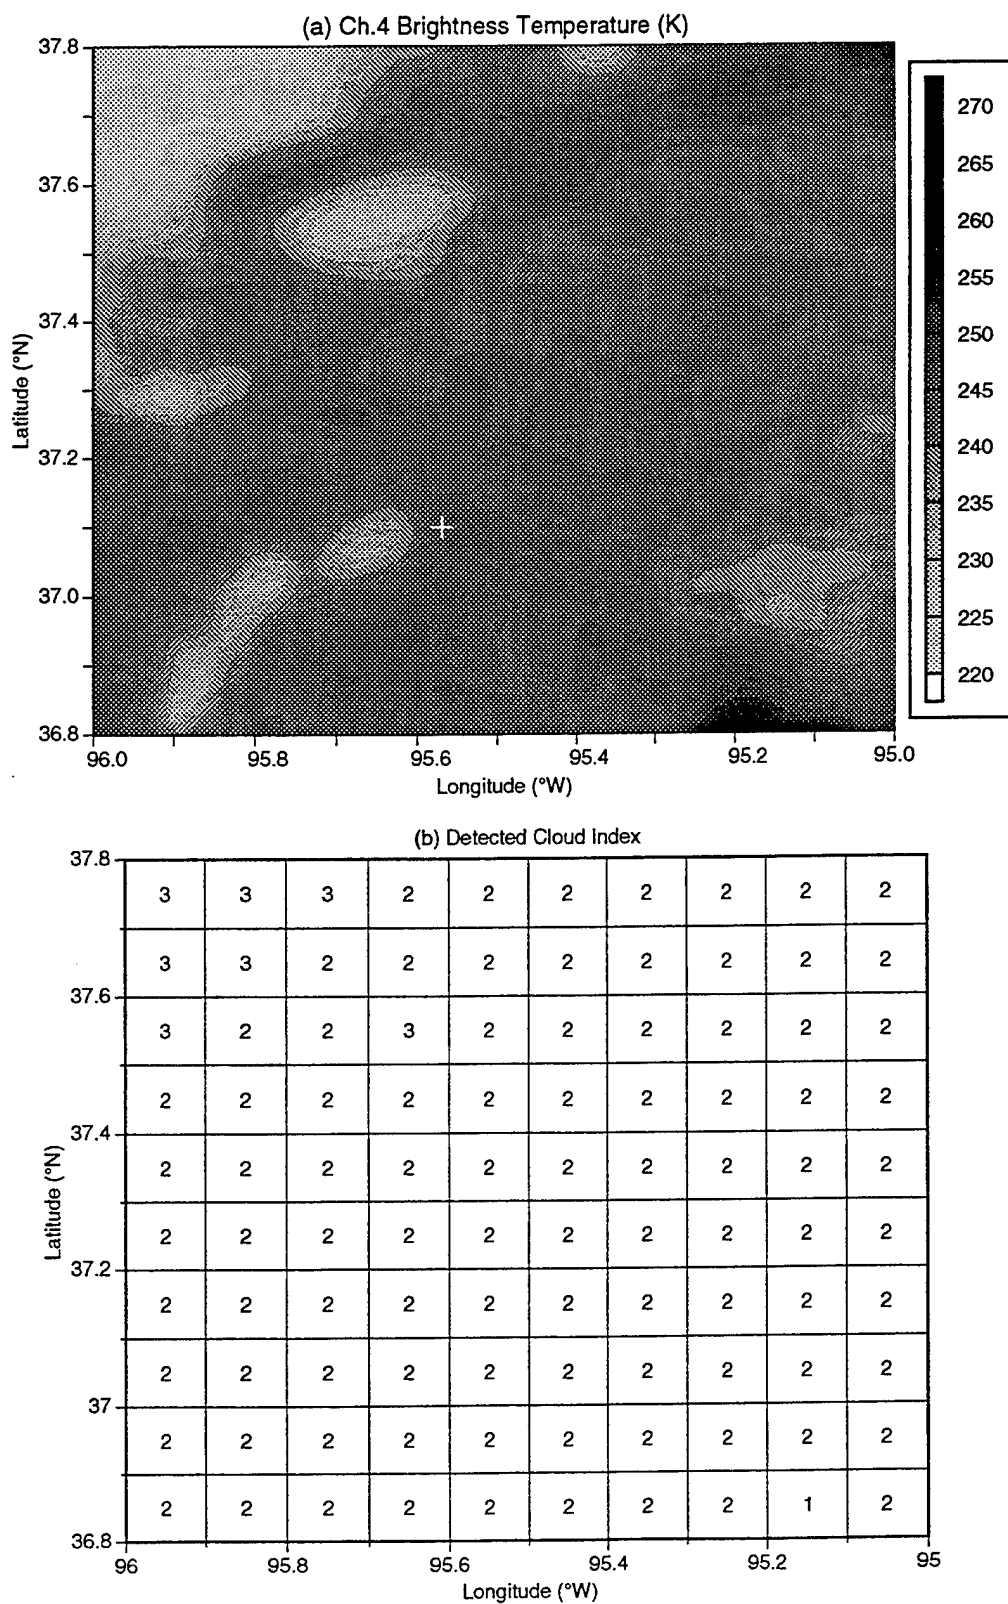 (a) Ch.4 Brightness Temperature (K)
37.8
37.6
37.4
37.2
37.0
36.8
Latitude (°N)
96.0 95.8 95.6 95.4 95.2 95.0
Longitude (°W)
270
265
260
255
250
245
240
235
230
225
220
(b) Detected Cloud Index
37.8
37.6
37.4
37.2
37
36.8
Latitude (°N)
3 3 3 2 2 2 2 2 2 2
3 3 2 2 2 2 2 2 2 2
3 2 2 3 2 2 2 2 2 2
2 2 2 2 2 2 2 2 2 2
2 2 2 2 2 2 2 2 2 2
2 2 2 2 2 2 2 2 2 2
2 2 2 2 2 2 2 2 2 2
2 2 2 2 2 2 2 2 2 2
2 2 2 2 2 2 2 2 2 2
2 2 2 2 2 2 2 2 1 2
96 95.8 95.6 95.4 95.2 95
Longitude (°W)